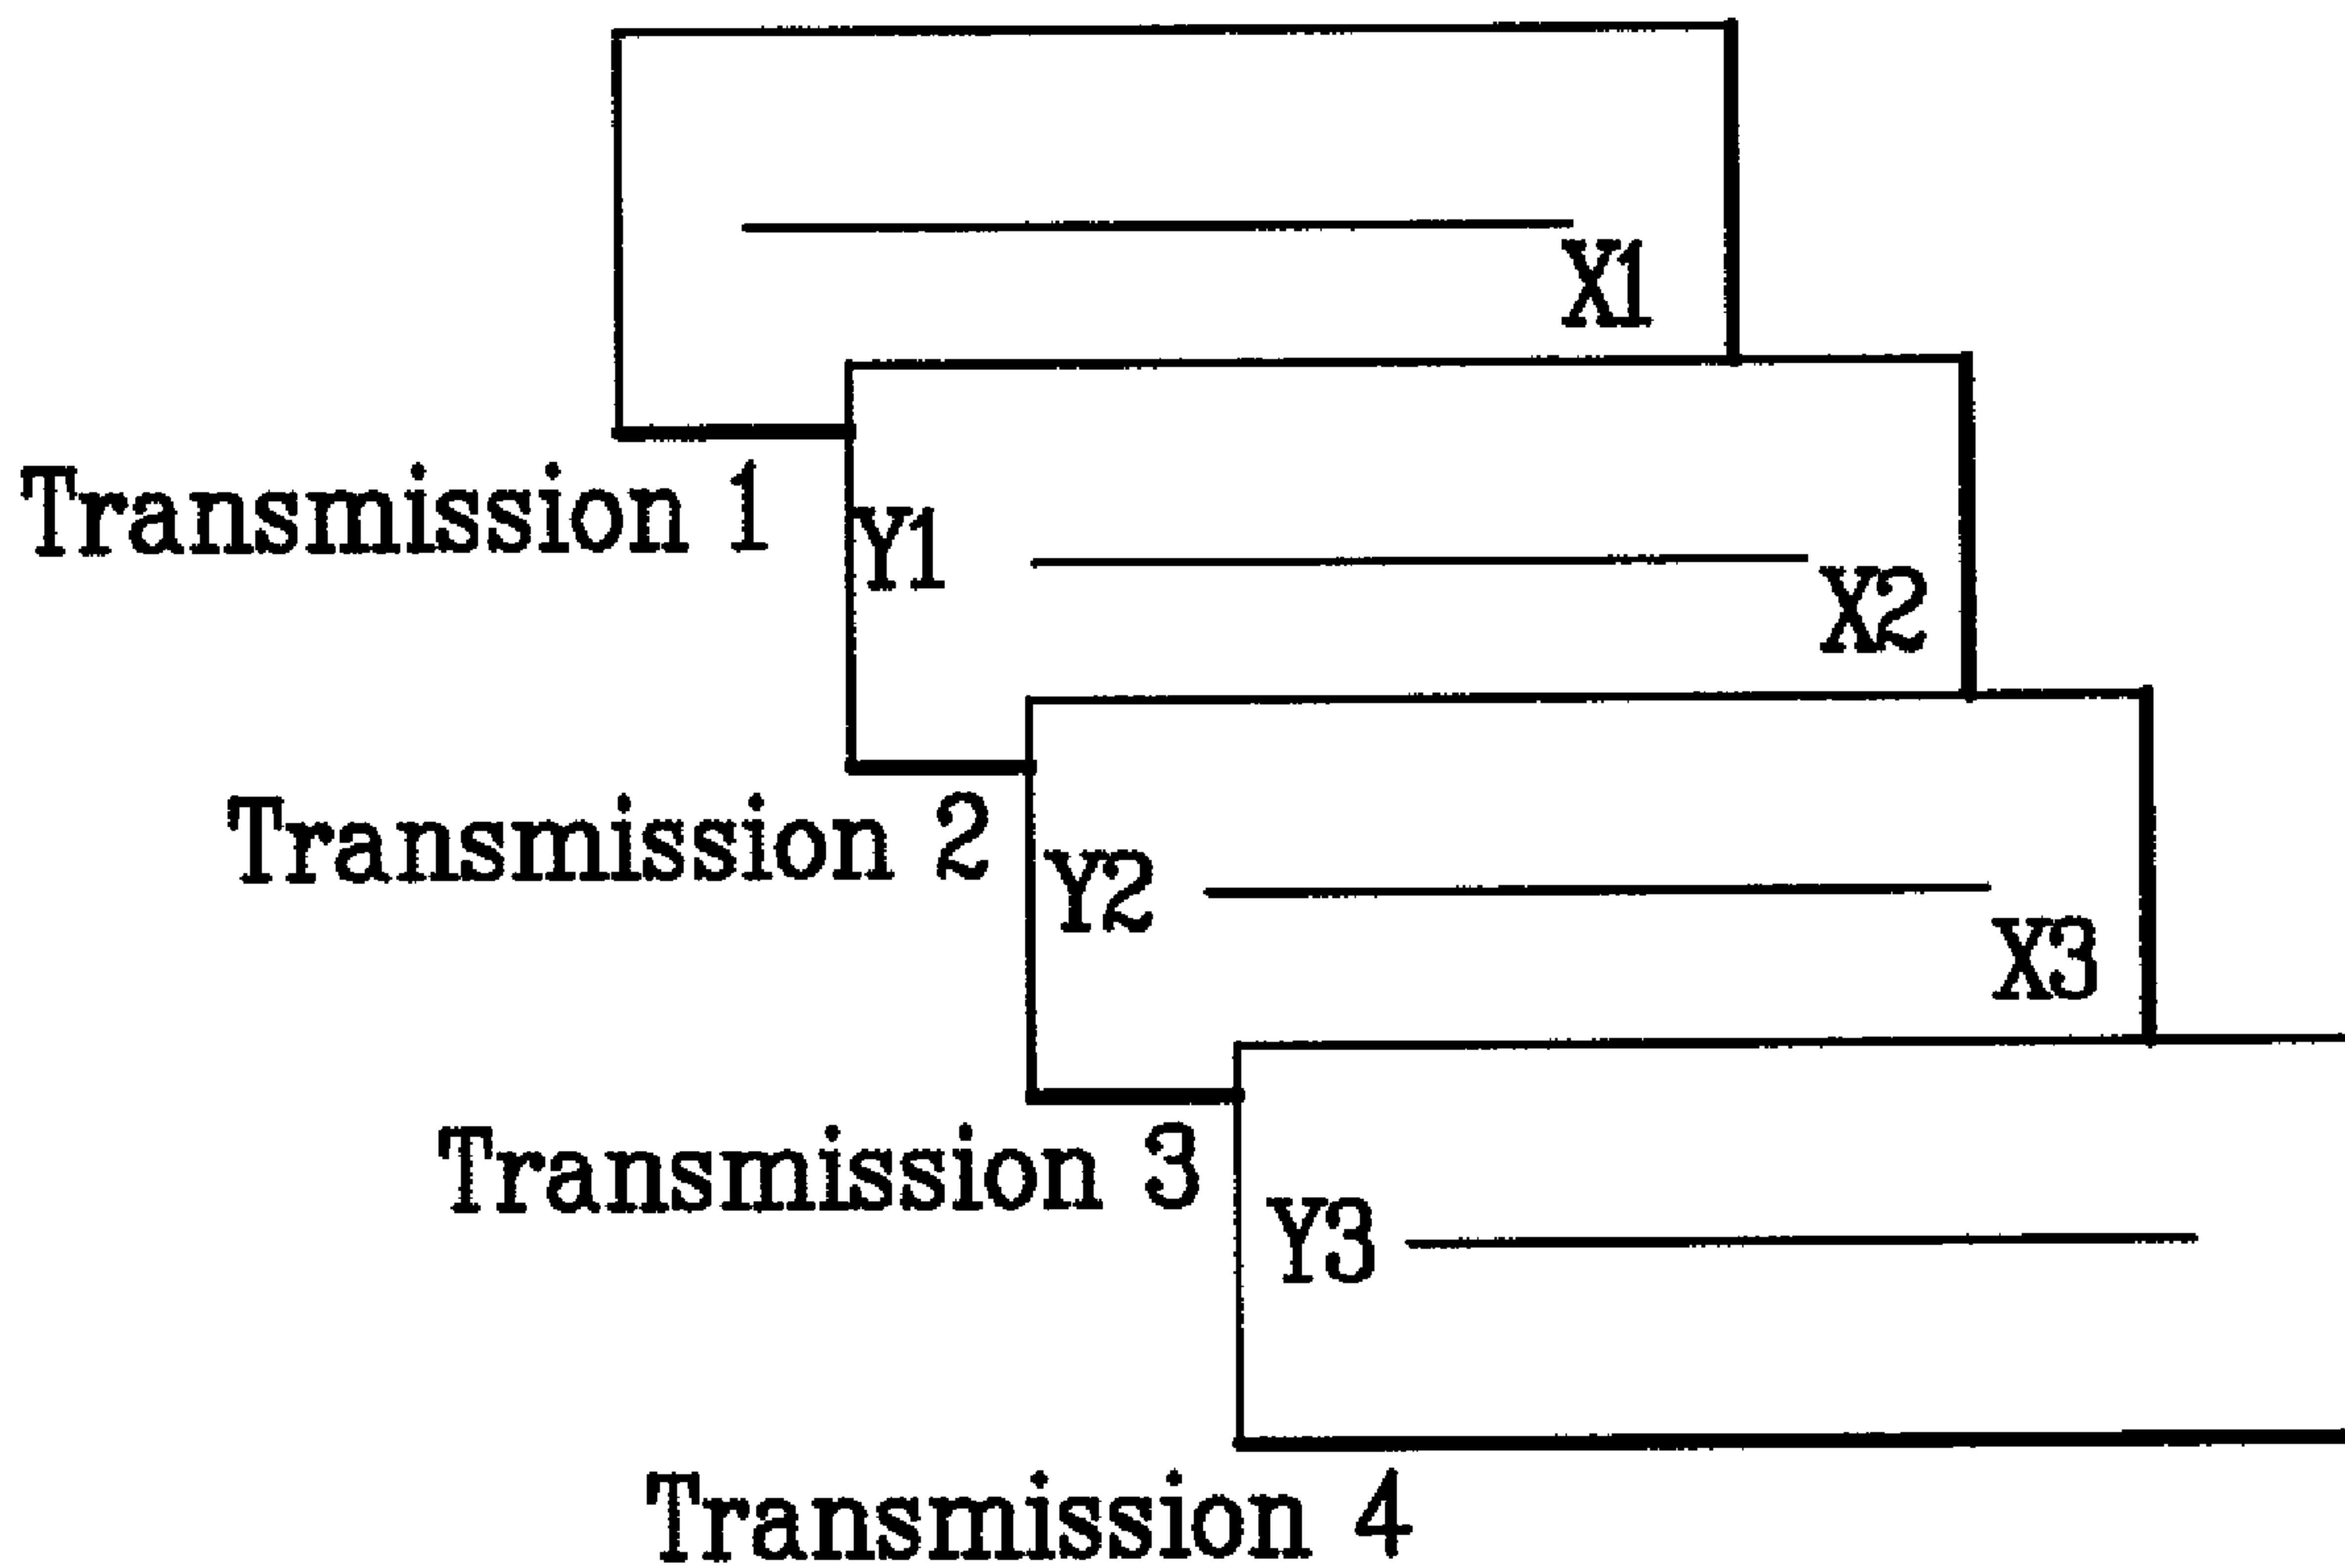 X1
Transmission 1
Y1
X2
Transmission 2
Y2
X3
Transmission 3
Y3
Transmission 4